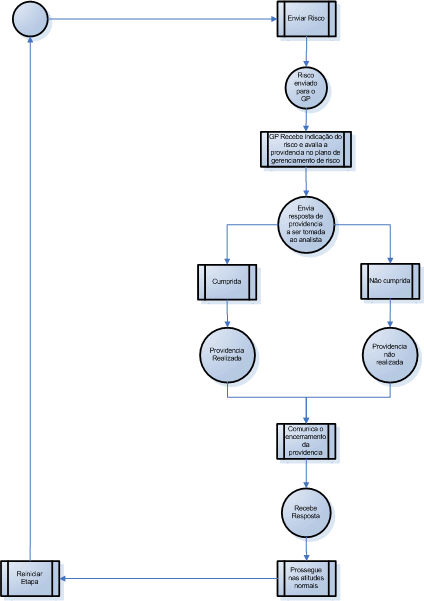 Enviar Risco
Risco
enviado
para o
GP
GP Recebe indicação do
risco e avalia a
providencia no plano de
gerenciamento de risco
Envia
resposta de
providencia
a ser tomada
ao analista
Cumprida
Não cumprida
Providencia
Realizada
Providencia
não
realizada
Comunica o
encerramento
da
providencia
Recebe
Resposta
Prossegue
nas atitudes
normais
Reiniciar
Etapa